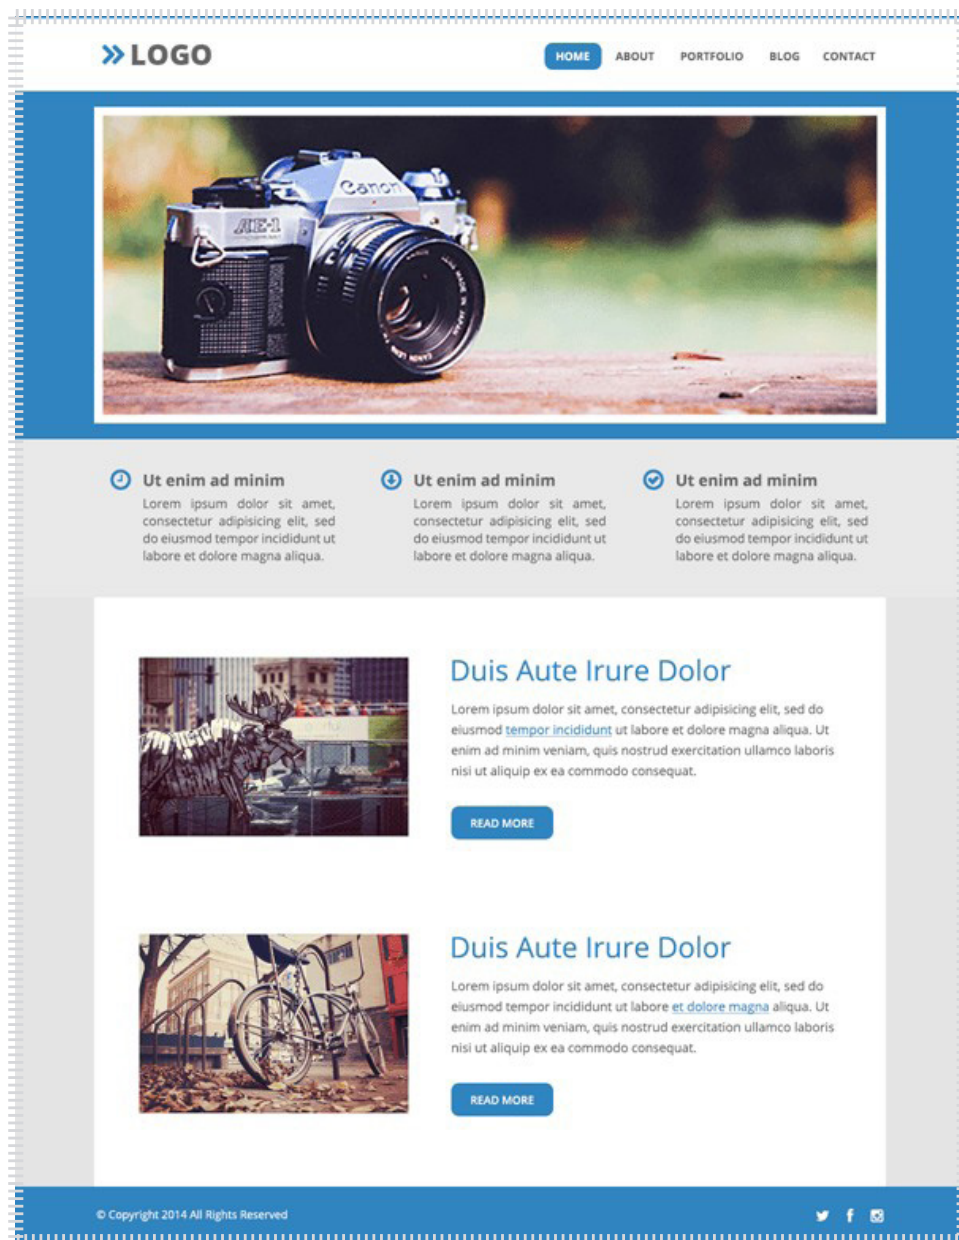 LOGO
HOME ABOUT PORTFOLIO BLOG CONTACT
Canon
AE-1
CANON LENS MADE IN JAPAN
Ut enim ad minim
Lorem ipsum dolor sit amet,
consectetur adipisicing elit, sed
do eiusmod tempor incididunt ut
labore et dolore magna aliqua.
Ut enim ad minim
Lorem ipsum dolor sit amet,
consectetur adipisicing elit, sed
do eiusmod tempor incididunt ut
labore et dolore magna aliqua.
Ut enim ad minim
Lorem ipsum dolor sit amet,
consectetur adipisicing elit, sed
do eiusmod tempor incididunt ut
labore et dolore magna aliqua.
Duis Aute Irure Dolor
Lorem ipsum dolor sit amet, consectetur adipisicing elit, sed do
eiusmod tempor incididunt ut labore et dolore magna aliqua. Ut
enim ad minim veniam, quis nostrud exercitation ullamco laboris
nisi ut aliquip ex ea commodo consequat.
READ MORE
Duis Aute Irure Dolor
Lorem ipsum dolor sit amet, consectetur adipisicing elit, sed do
eiusmod tempor incididunt ut labore et dolore magna aliqua. Ut
enim ad minim veniam, quis nostrud exercitation ullamco laboris
nisi ut aliquip ex ea commodo consequat.
READ MORE
© Copyright 2014 All Rights Reserved